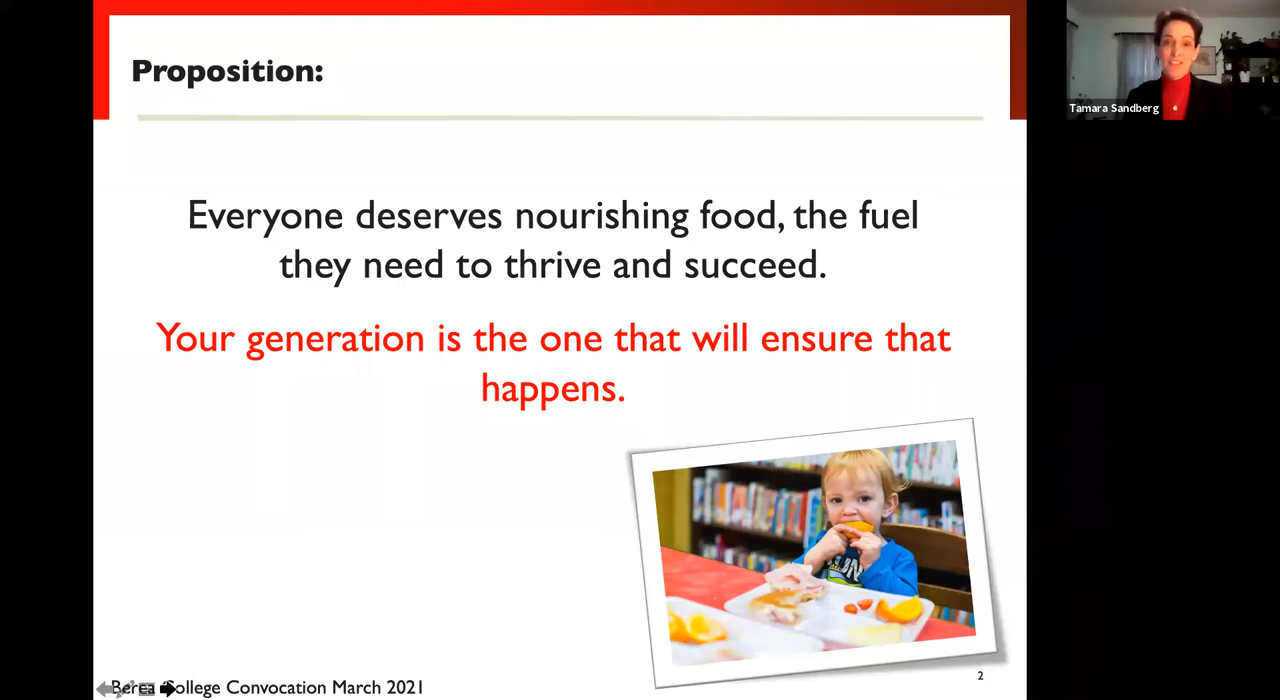 Proposition:
Tamara Sandberg
Everyone deserves nourishing food, the fuel
they need to thrive and succeed.
Your generation is the one that will ensure that
happens.
Berea College Convocation March 2021
2